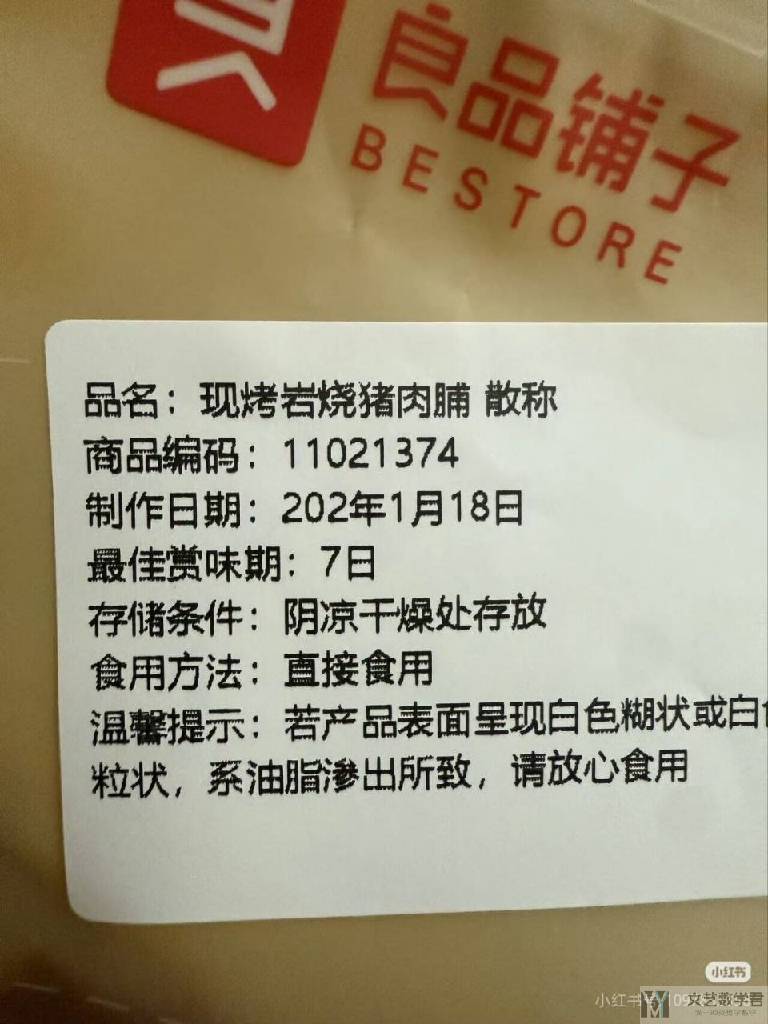 良品铺子
BESTORE
品名：现烤岩烧猪肉脯 散称
商品编码：11021374
制作日期：202年1月18日
最佳赏味期：7日
存储条件：阴凉干燥处存放
食用方法：直接食用
温馨提示：若产品表面呈现白色糊状或白色
粒状，系油脂渗出所致，请放心食用
小红书
小红书号
文艺数学君